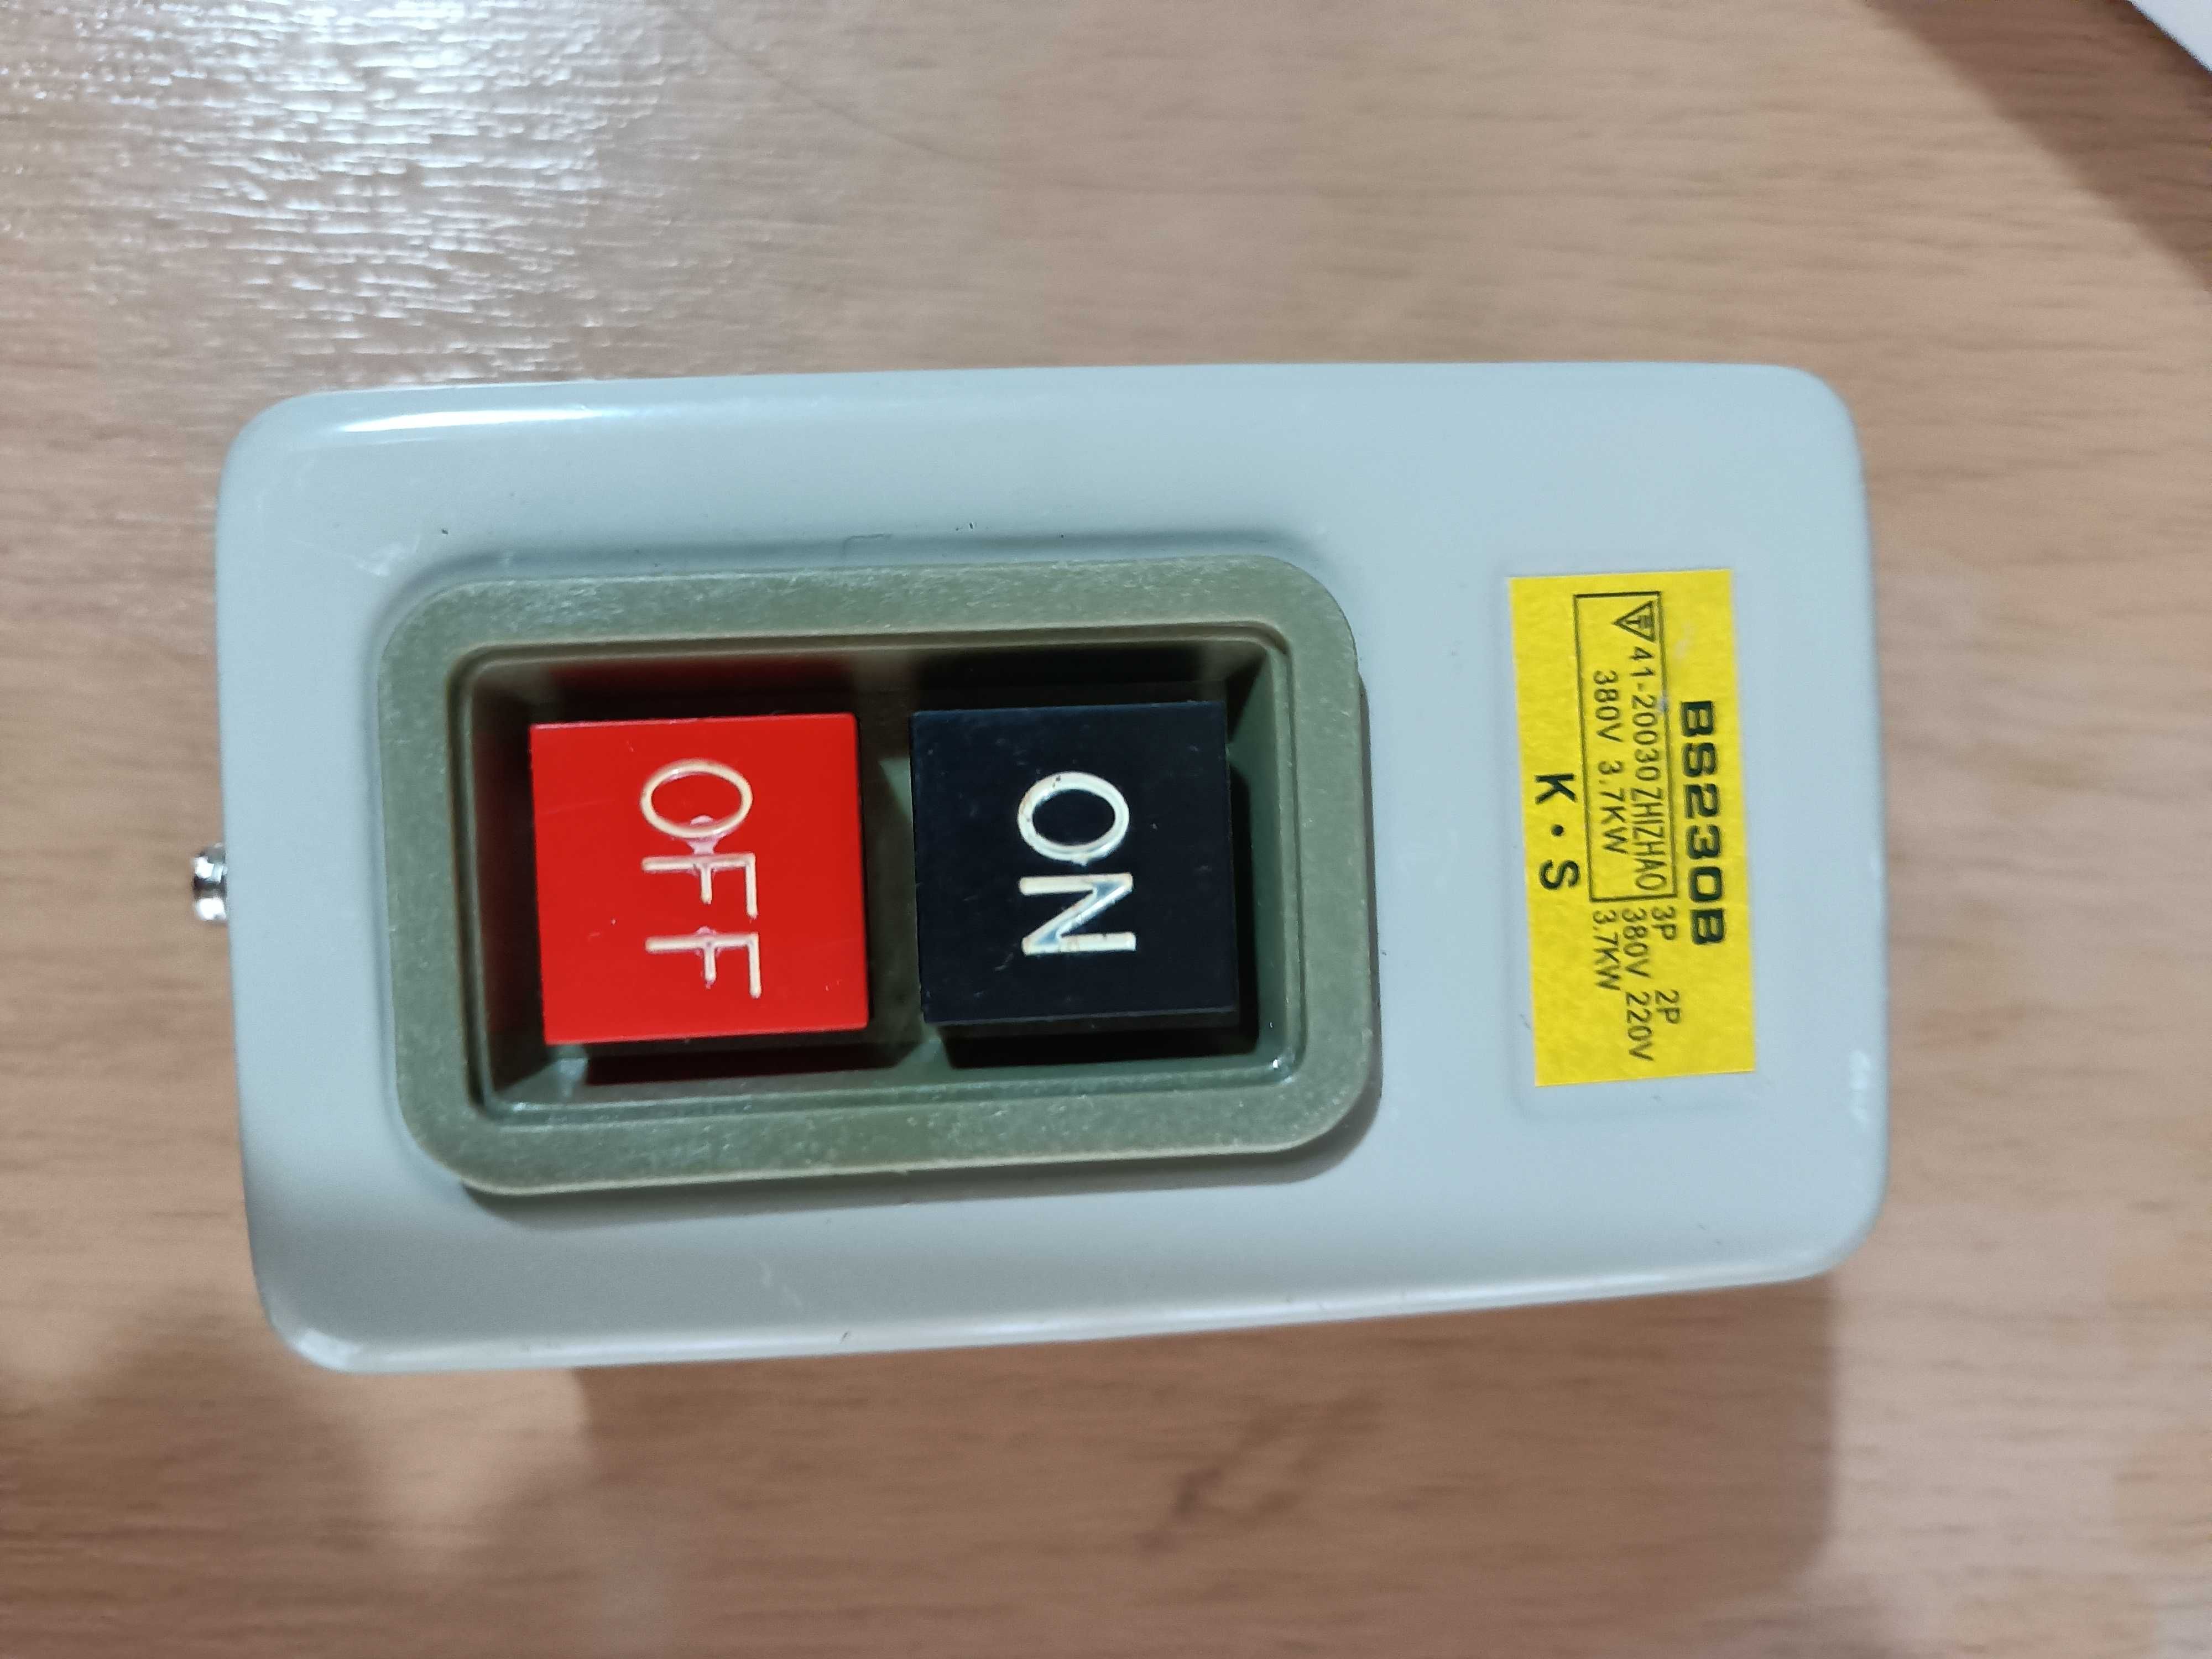 BS230B
41-20030 ZHIZHAO 3P 2P
380V 3.7KW 380V 220V
3.7KW
K·S
ON
OFF